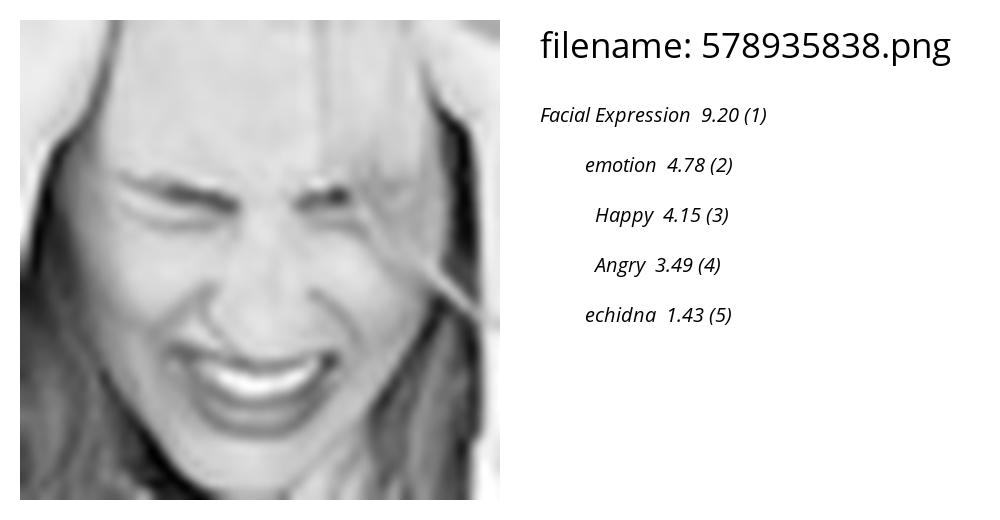 filename: 578935838.png
Facial Expression 9.20 (1)
emotion 4.78 (2)
Happy 4.15 (3)
Angry 3.49 (4)
echidna 1.43 (5)